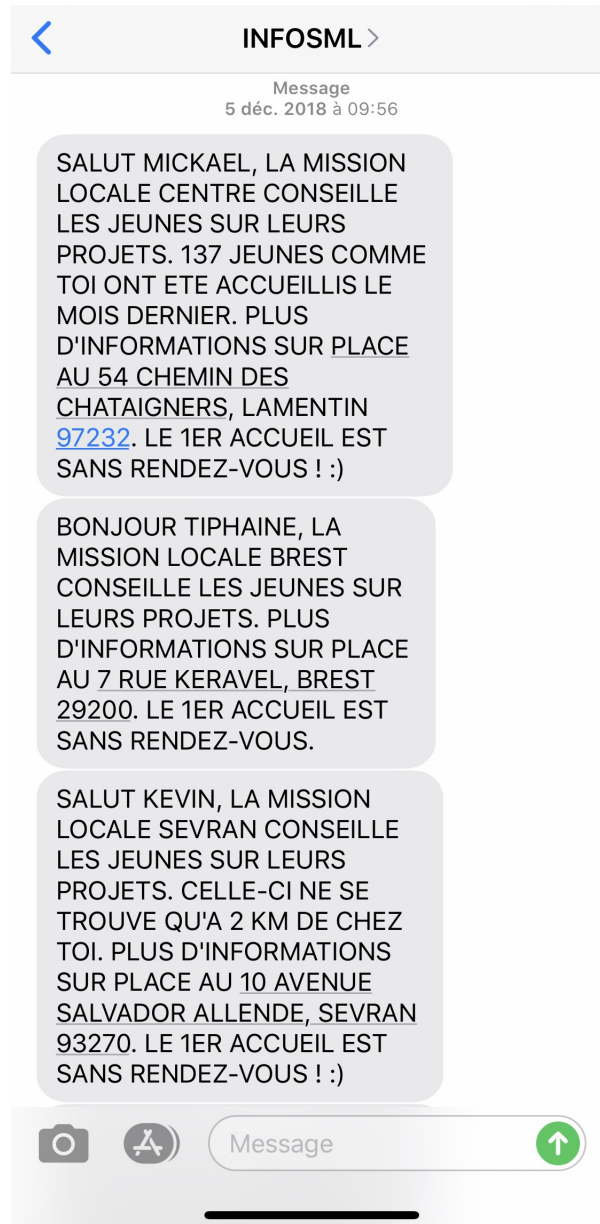 INFOSML
Message
5 déc. 2018 à 09:56
SALUT MICKAEL, LA MISSION
LOCALE CENTRE CONSEILLE
LES JEUNES SUR LEURS
PROJETS. 137 JEUNES COMME
TOI ONT ETE ACCUEILLIS LE
MOIS DERNIER. PLUS
D'INFORMATIONS SUR PLACE
AU 54 CHEMIN DES
CHATAIGNERS, LAMENTIN
97232. LE 1ER ACCUEIL EST
SANS RENDEZ-VOUS ! :)
BONJOUR TIPHAINE, LA
MISSION LOCALE BREST
CONSEILLE LES JEUNES SUR
LEURS PROJETS. PLUS
D'INFORMATIONS SUR PLACE
AU 7 RUE KERAVEL, BREST
29200. LE 1ER ACCUEIL EST
SANS RENDEZ-VOUS.
SALUT KEVIN, LA MISSION
LOCALE SEVRAN CONSEILLE
LES JEUNES SUR LEURS
PROJETS. CELLE-CI NE SE
TROUVE QU'A 2 KM DE CHEZ
TOI. PLUS D'INFORMATIONS
SUR PLACE AU 10 AVENUE
SALVADOR ALLENDE, SEVRAN
93270. LE 1ER ACCUEIL EST
SANS RENDEZ-VOUS ! :)
Message